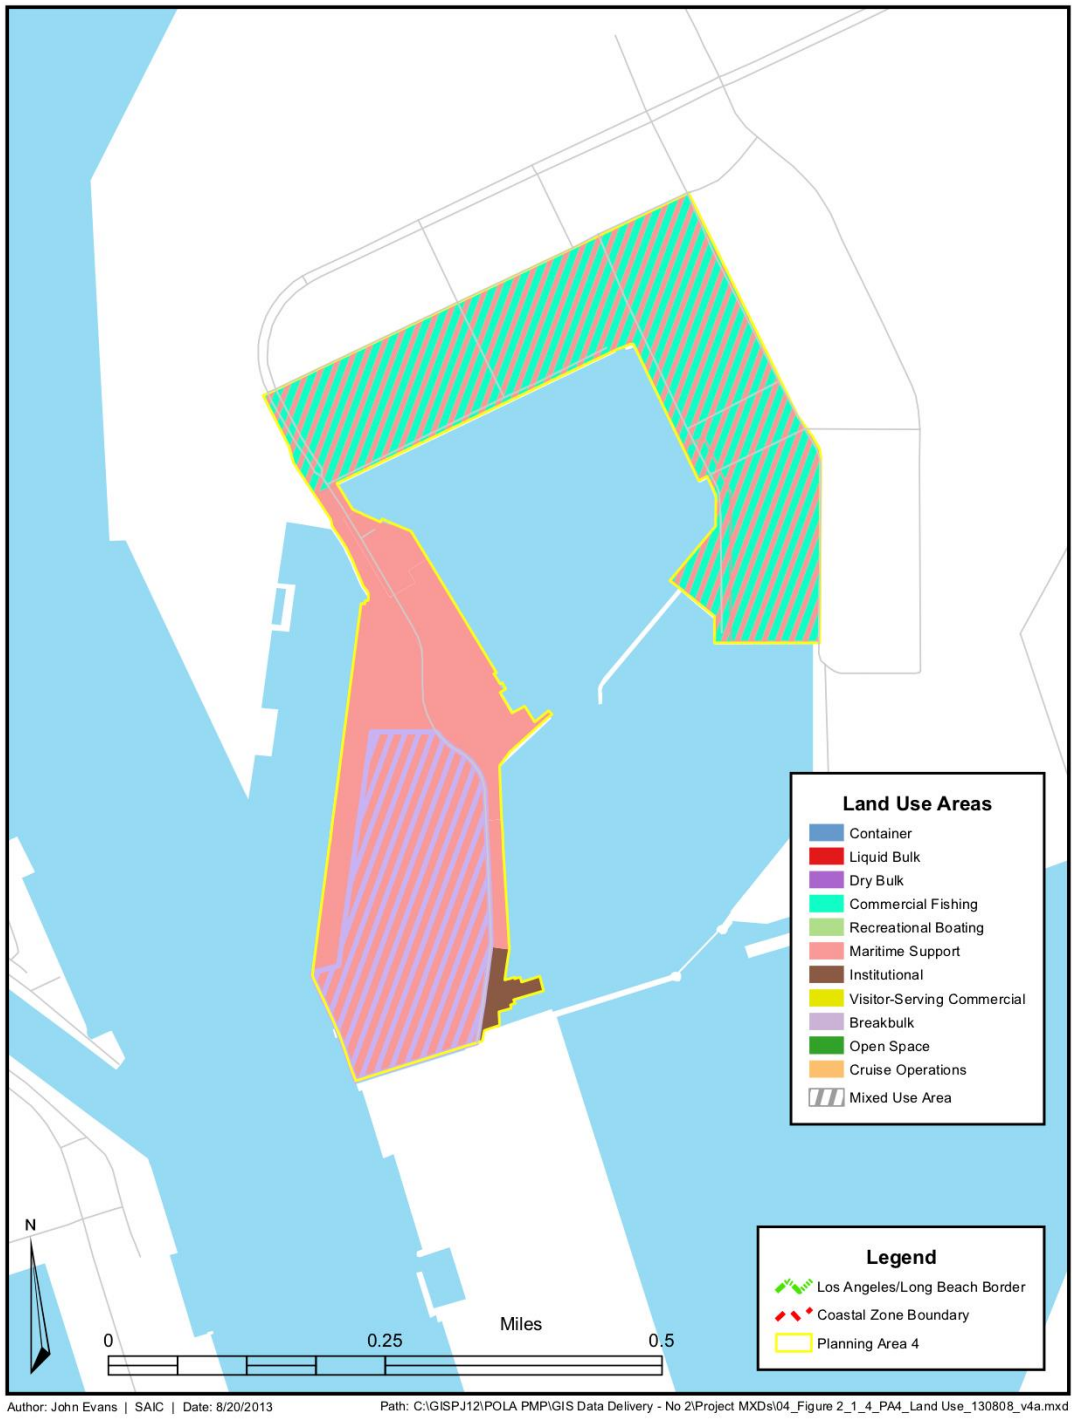 Land Use Areas
Container
Liquid Bulk
Dry Bulk
Commercial Fishing
Recreational Boating
Maritime Support
Institutional
Visitor-Serving Commercial
Breakbulk
Open Space
Cruise Operations
Mixed Use Area
N
Legend
Los Angeles/Long Beach Border
Coastal Zone Boundary
Planning Area 4
Miles
0 0.25 0.5
Author: John Evans | SAIC | Date: 8/20/2013 Path: C:\GISPJ12\POLA PMP\GIS Data Delivery - No 2\Project MXDs\04_Figure 2_1_4_PA4_Land Use_130808_v4a.mxd